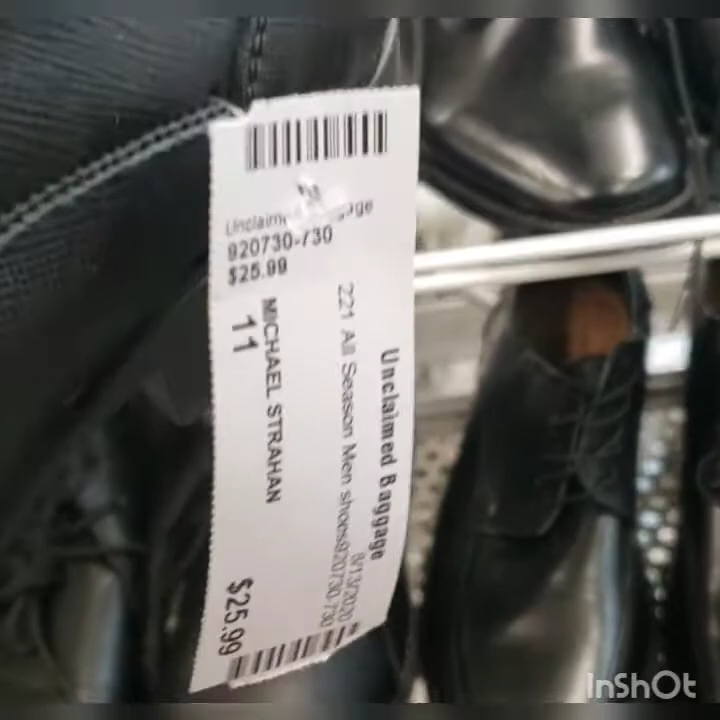 Unclaimed Baggage
920730-730
$25.99
Unclaimed Baggage
8/13/2020
221 All Season Men shoes920730-730
MICHAEL STRAHAN
11
$25.99
InShOt